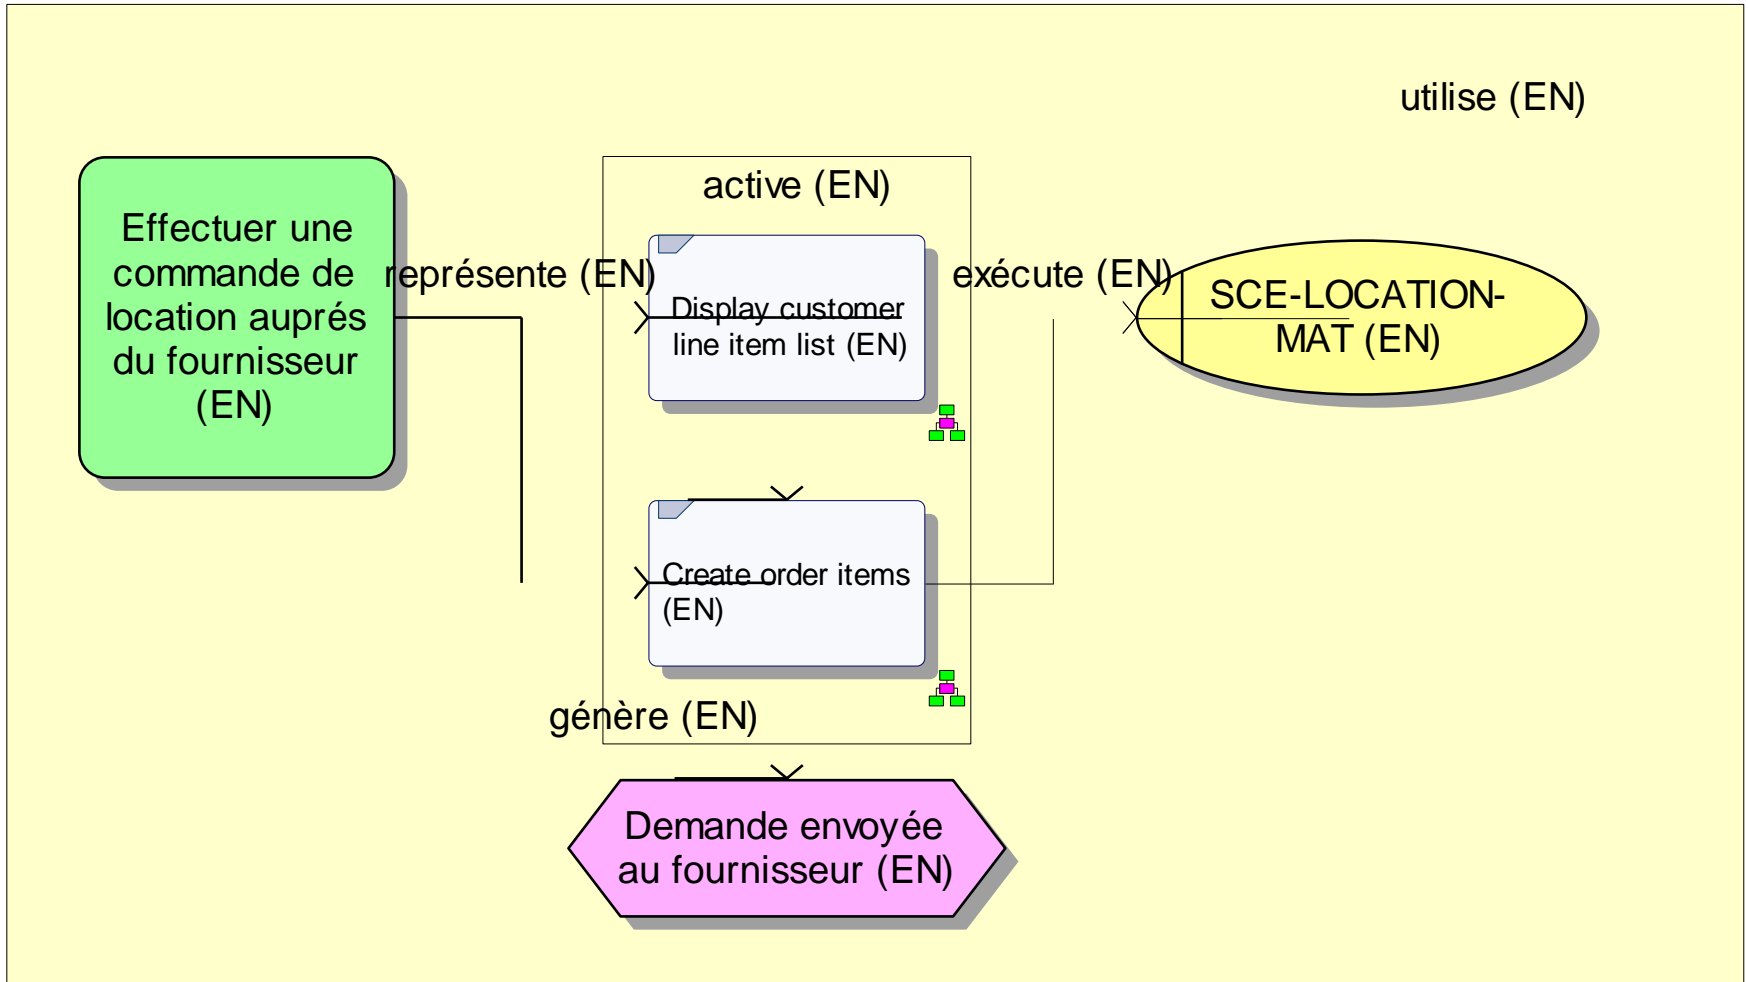 utilise (EN)
active (EN)
Effectuer une
commande de
location auprés
du fournisseur
(EN)
représente (EN)
Display customer
line item list (EN)
exécute (EN)
SCE-LOCATION-
MAT (EN)
Create order items
(EN)
génère (EN)
Demande envoyée
au fournisseur (EN)